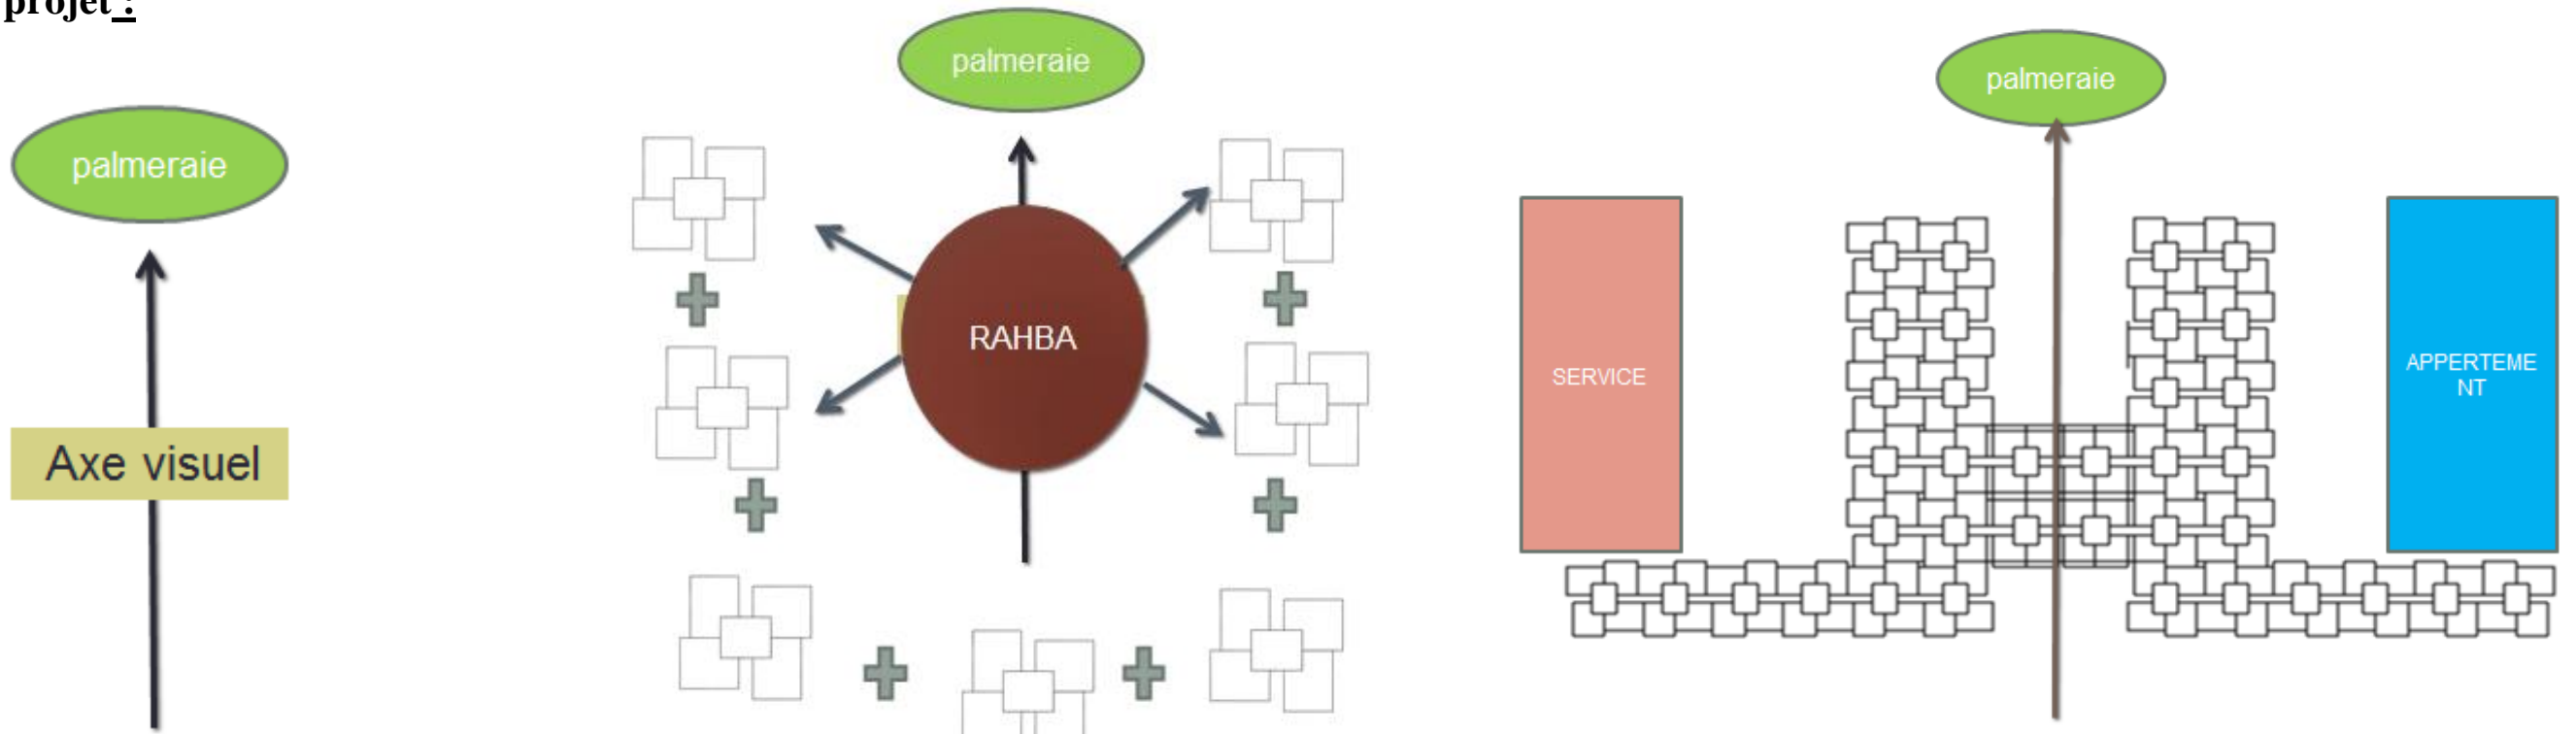 projet :
palmeraie
Axe visuel
palmeraie
RAHBA
palmeraie
SERVICE
APPERTEME
NT